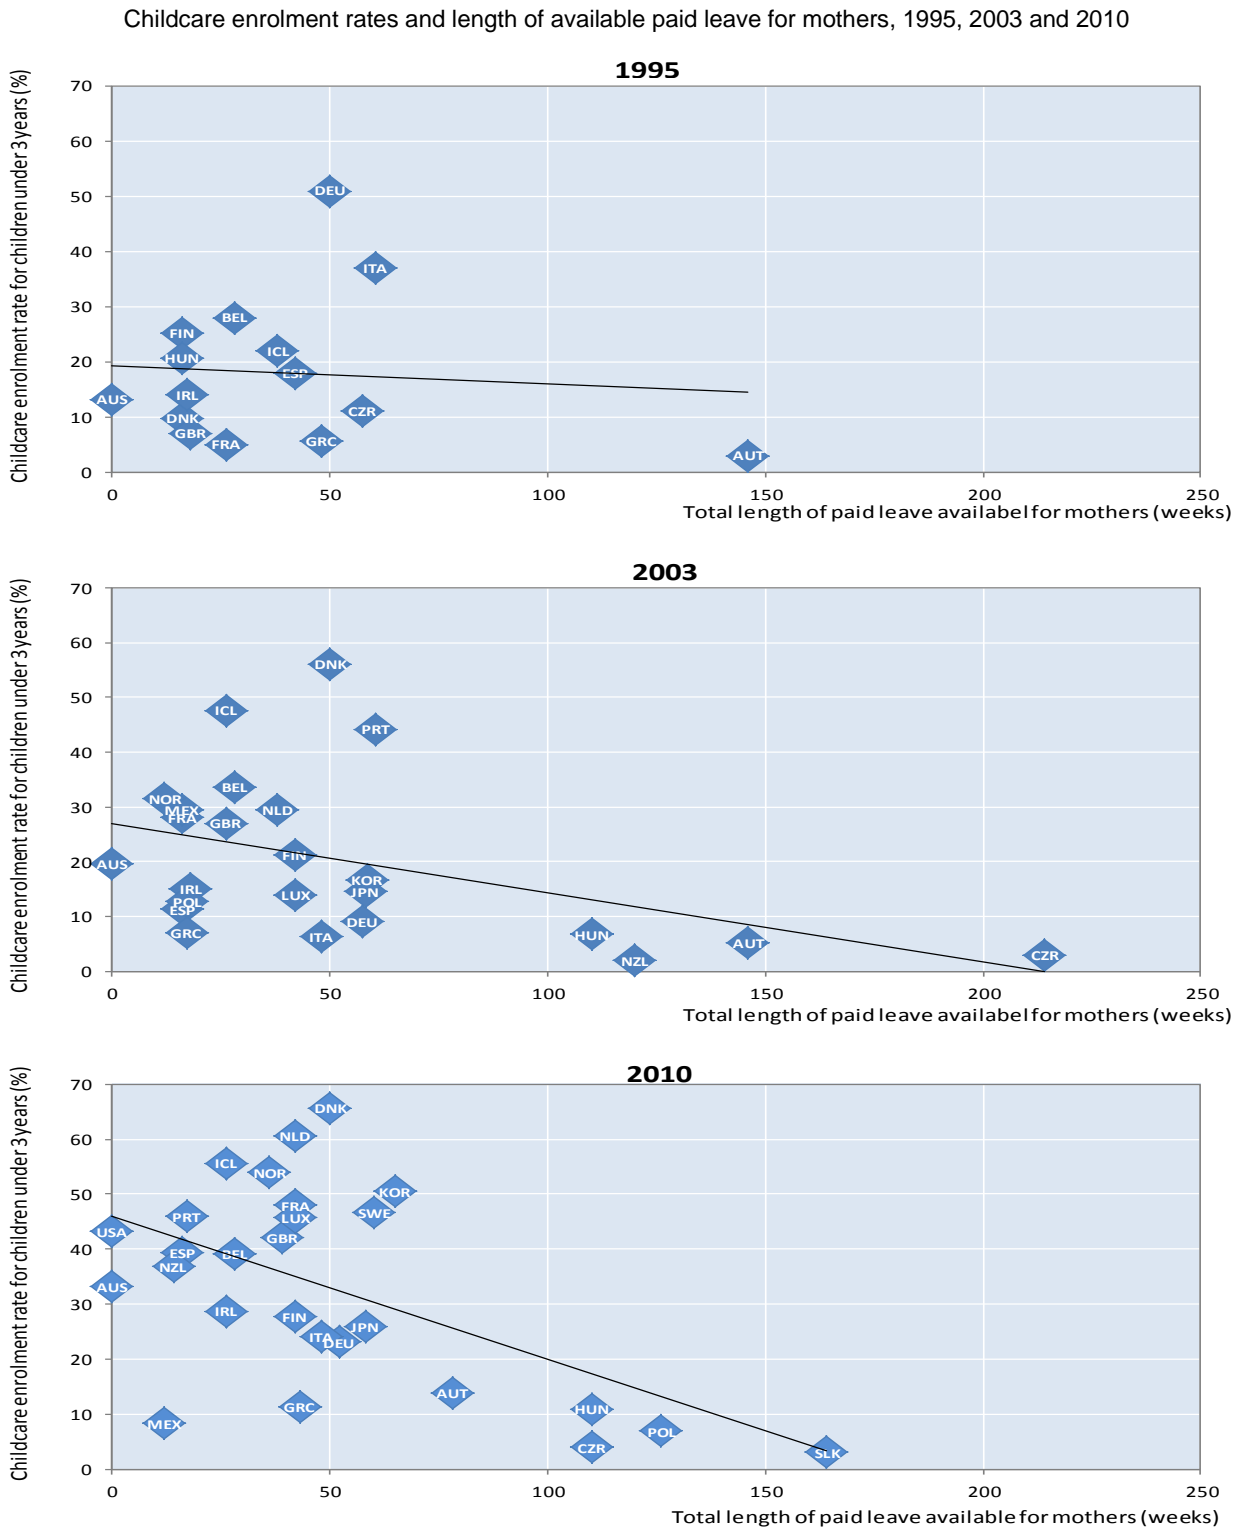 Childcare enrolment rates and length of available paid leave for mothers, 1995, 2003 and 2010
1995
Childcare enrolment rate for children under 3 years (%)
70
60
50
40
30
20
10
0
DEU
ITA
BEL
FIN
ICL
HUN
ESP
IRL
AUS
CZR
DNK
GBR
GRC
FRA
AUT
0 50 100 150 200 250
Total length of paid leave availabel for mothers (weeks)
2003
Childcare enrolment rate for children under 3 years (%)
70
60
50
40
30
20
10
0
DNK
ICL
PRT
BEL
NOR
MEX
NLD
FRA
GBR
FIN
AUS
KOR
IRL
JPN
LUX
POL
ESP
DEU
GRC
ITA
HUN
AUT
CZR
NZL
0 50 100 150 200 250
Total length of paid leave availabel for mothers (weeks)
2010
Childcare enrolment rate for children under 3 years (%)
70
60
50
40
30
20
10
0
DNK
NLD
ICL
NOR
KOR
FRA
SWE
PRT
LUX
USA
GBR
ESP
BEL
NZL
AUS
IRL
FIN
JPN
ITA
DEU
AUT
GRC
HUN
MEX
POL
CZR
SLK
0 50 100 150 200 250
Total length of paid leave available for mothers (weeks)